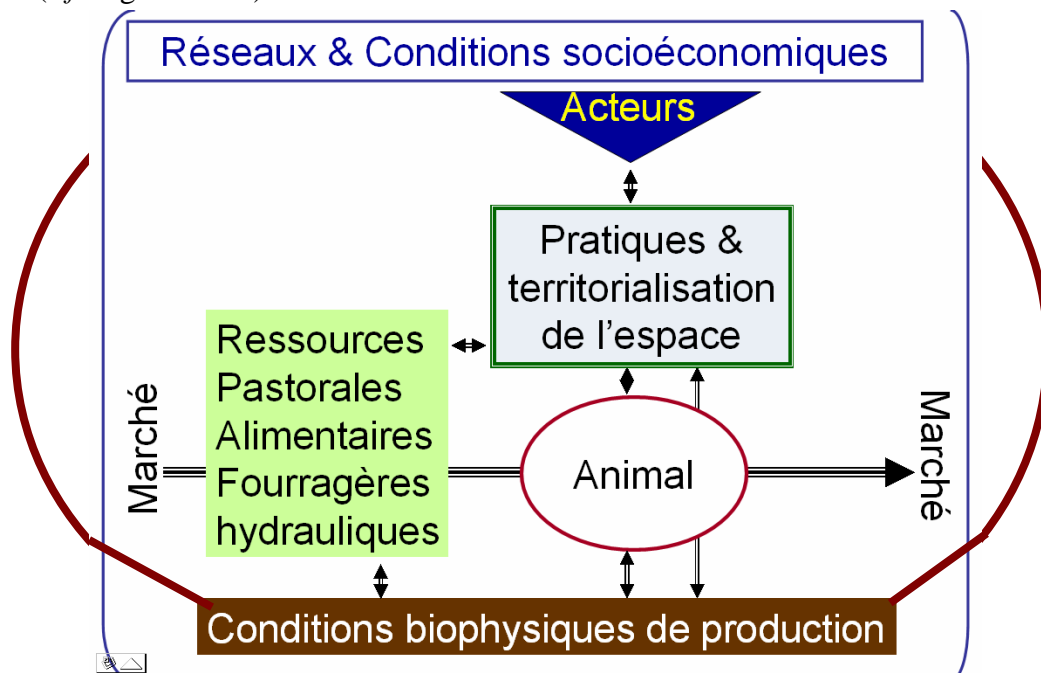 Réseaux & Conditions socioéconomiques
Acteurs
Pratiques &
territorialisation
de l'espace
Ressources
Pastorales
Alimentaires
Fourragères
hydrauliques
Marché
Animal
Marché
Conditions biophysiques de production